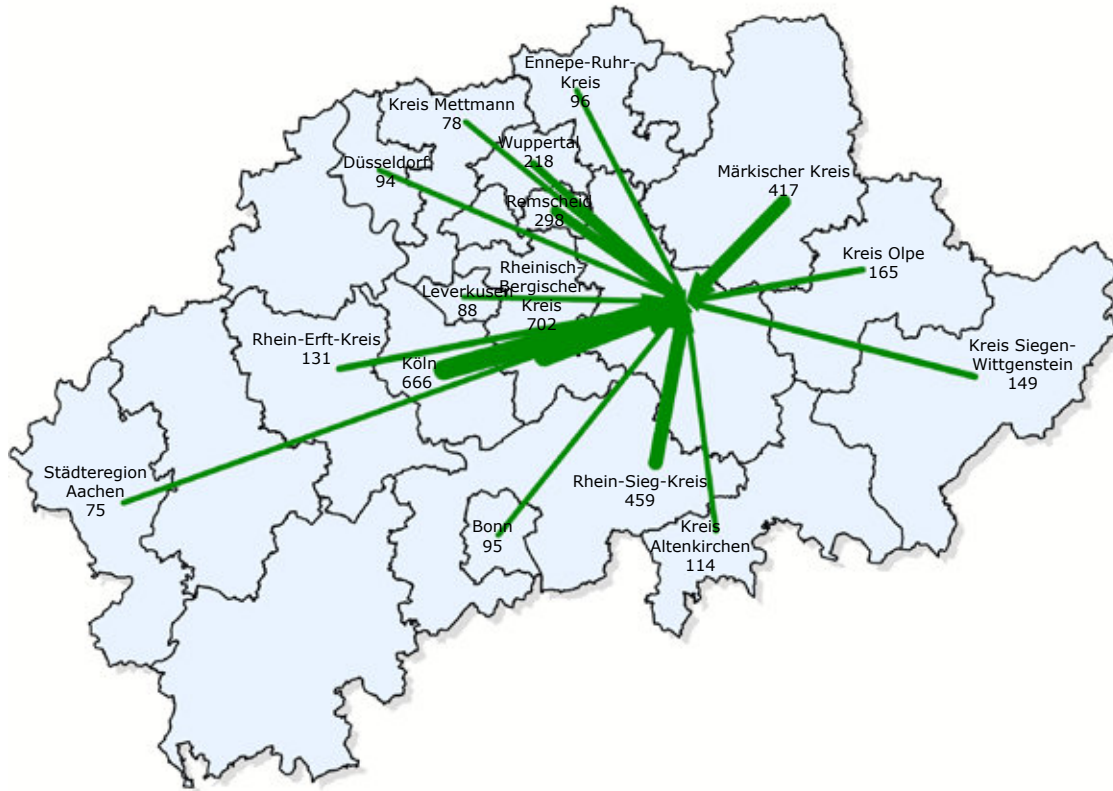 Ennepe-Ruhr-
Kreis
96
Kreis Mettmann
78
Wuppertal
218
Düsseldorf
94
Märkischer Kreis
417
Remscheid
298
Kreis Olpe
165
Rheinisch-
Bergischer
Kreis
702
Leverkusen
88
Rhein-Erft-Kreis
131
Köln
666
Kreis Siegen-
Wittgenstein
149
Städteregion
Aachen
75
Rhein-Sieg-Kreis
459
Bonn
95
Kreis
Altenkirchen
114